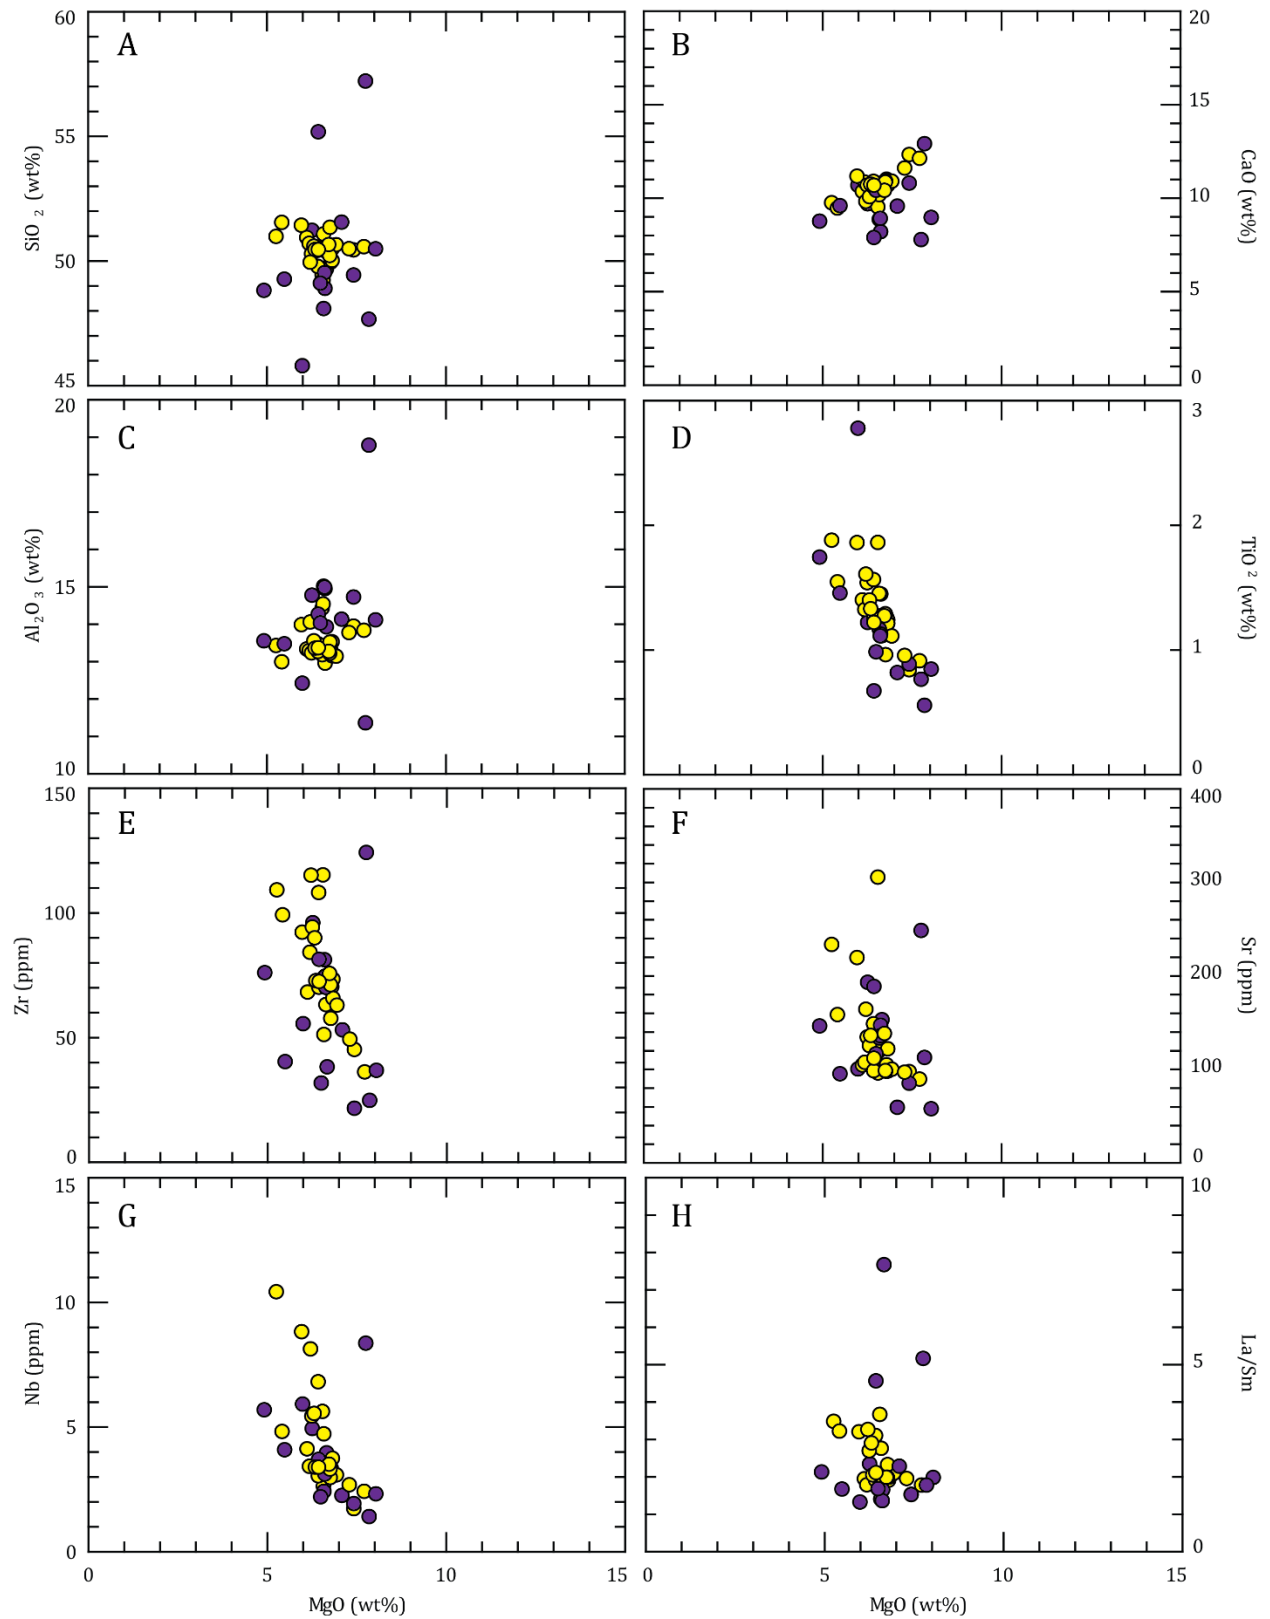 60
A
55
50
45
SiO 2 (wt%)
B
20
15
10
5
0
CaO (wt%)
20
C
15
10
Al2O3 (wt%)
D
3
2
1
0
TiO 2 (wt%)
150
E
100
50
0
Zr (ppm)
F
400
300
200
100
0
Sr (ppm)
15
G
10
5
0
Nb (ppm)
H
10
5
0
La/Sm
0 5 10
MgO (wt%)
0 5 10 15
MgO (wt%)